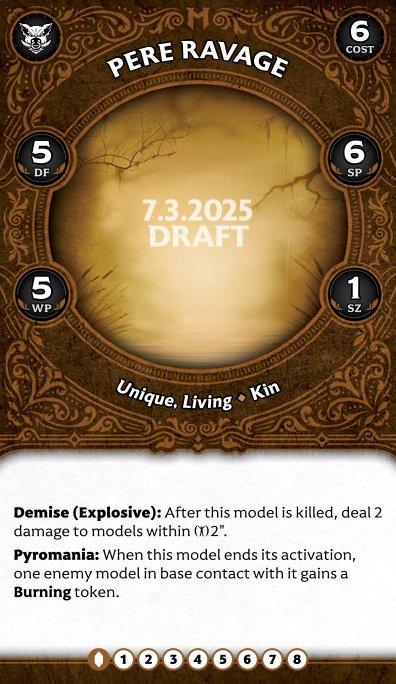 PERE RAVAGE
6
COST
5
DF
6
SP
7.3.2025
DRAFT
5
WP
1
SZ
Unique, Living ◆ Kin
Demise (Explosive): After this model is killed, deal 2
damage to models within 2".
Pyromania: When this model ends its activation,
one enemy model in base contact with it gains a
Burning token.
1 2 3 4 5 6 7 8